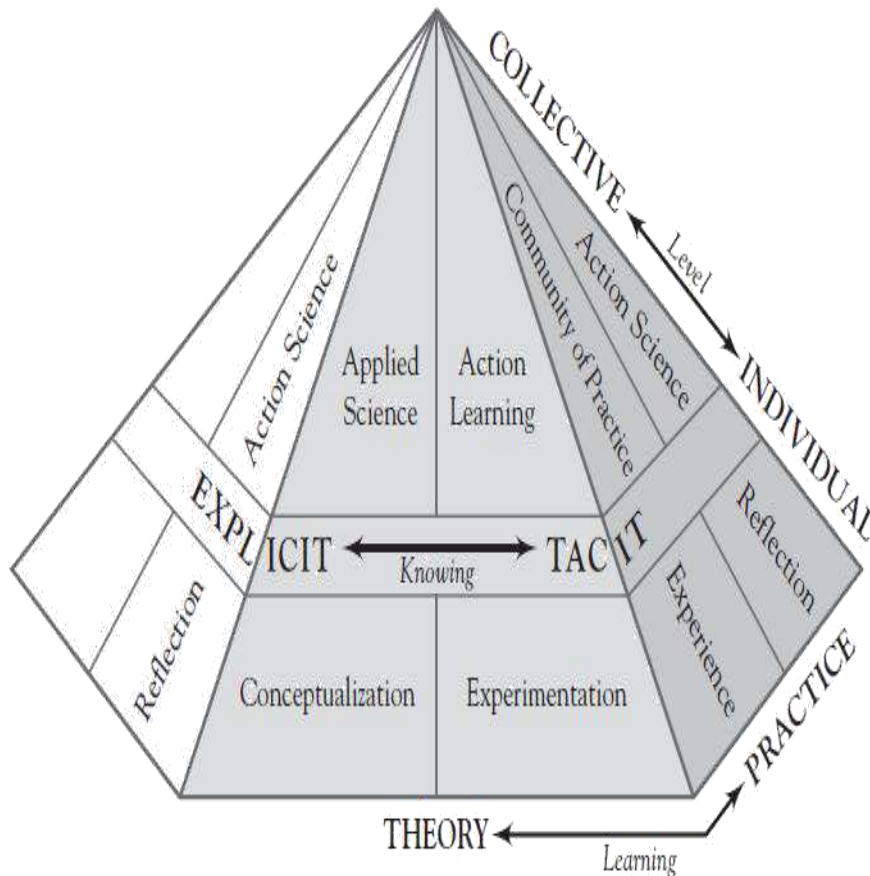 COLLECTIVE
Level
INDIVIDUAL
Action Science
Applied
Science
Action
Learning
Community of Practice
Action Science
EXPLICIT
Knowing
TACIT
Reflection
Conceptualization
Experimentation
Experience
Reflection
THEORY
Learning
PRACTICE